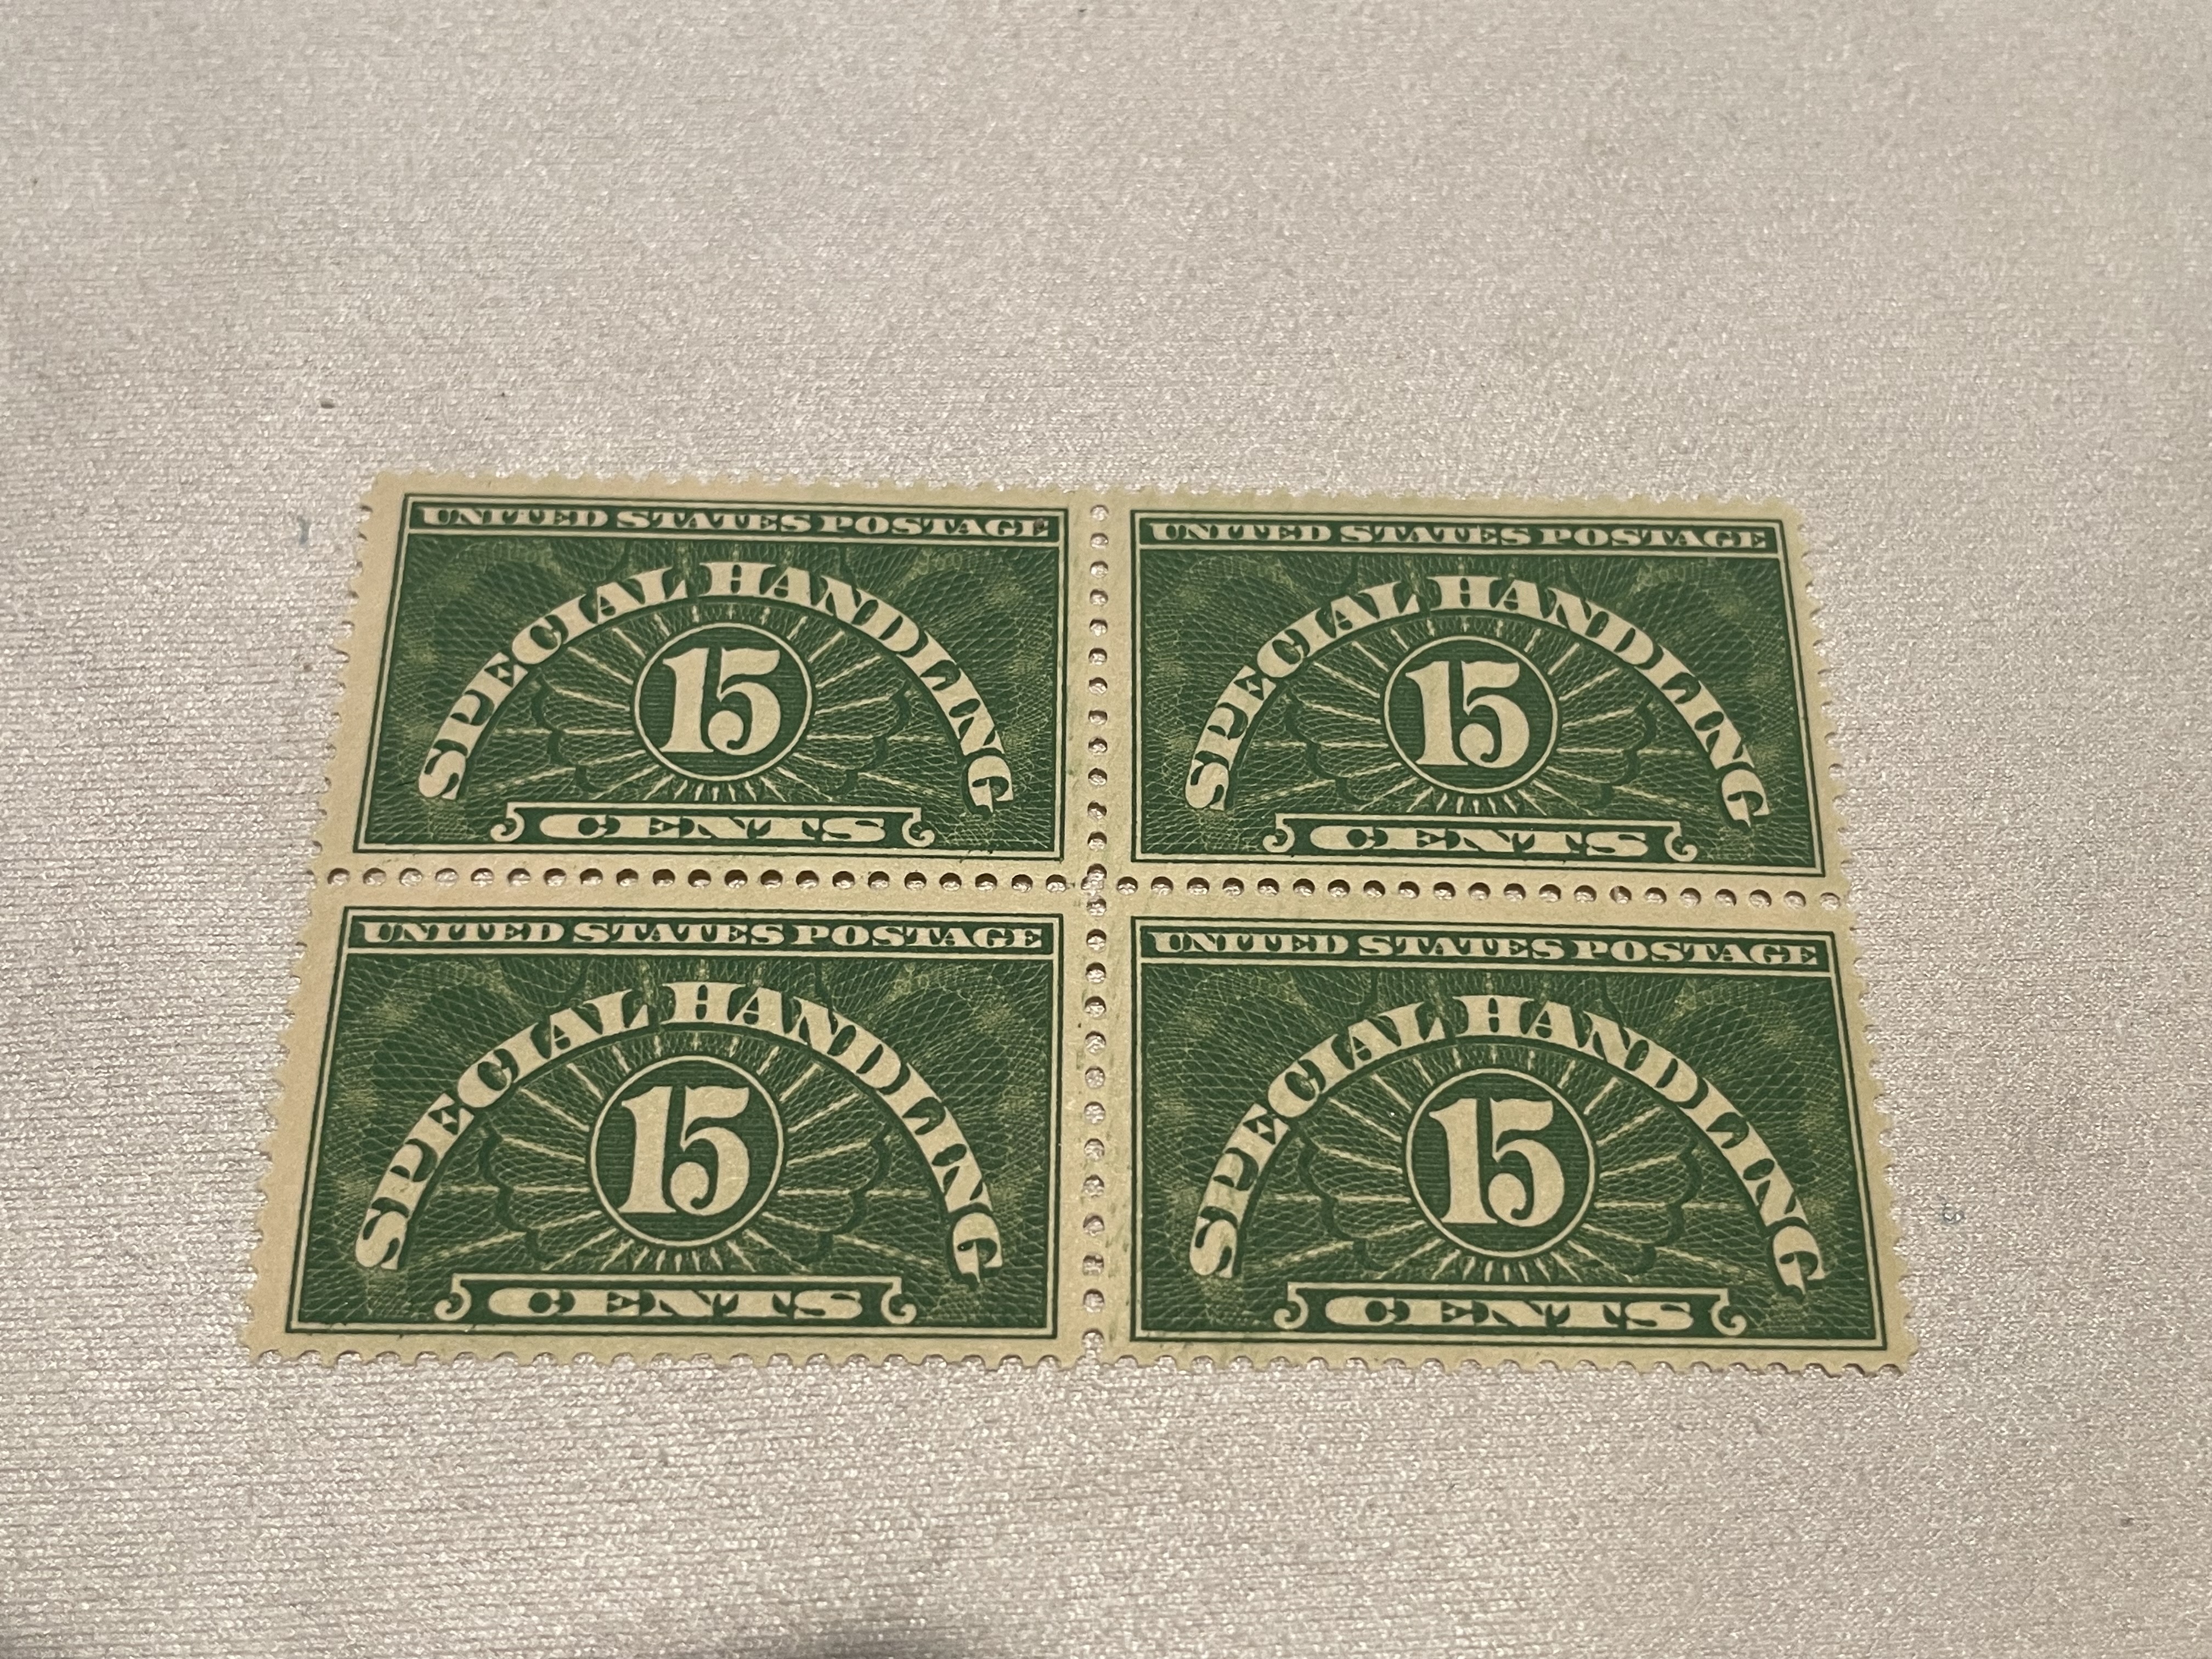 UNITED STATES POSTAGE
SPECIAL HANDLING
15
CENTS
UNITED STATES POSTAGE
SPECIAL HANDLING
15
CENTS
UNITED STATES POSTAGE
SPECIAL HANDLING
15
CENTS
UNITED STATES POSTAGE
SPECIAL HANDLING
15
CENTS